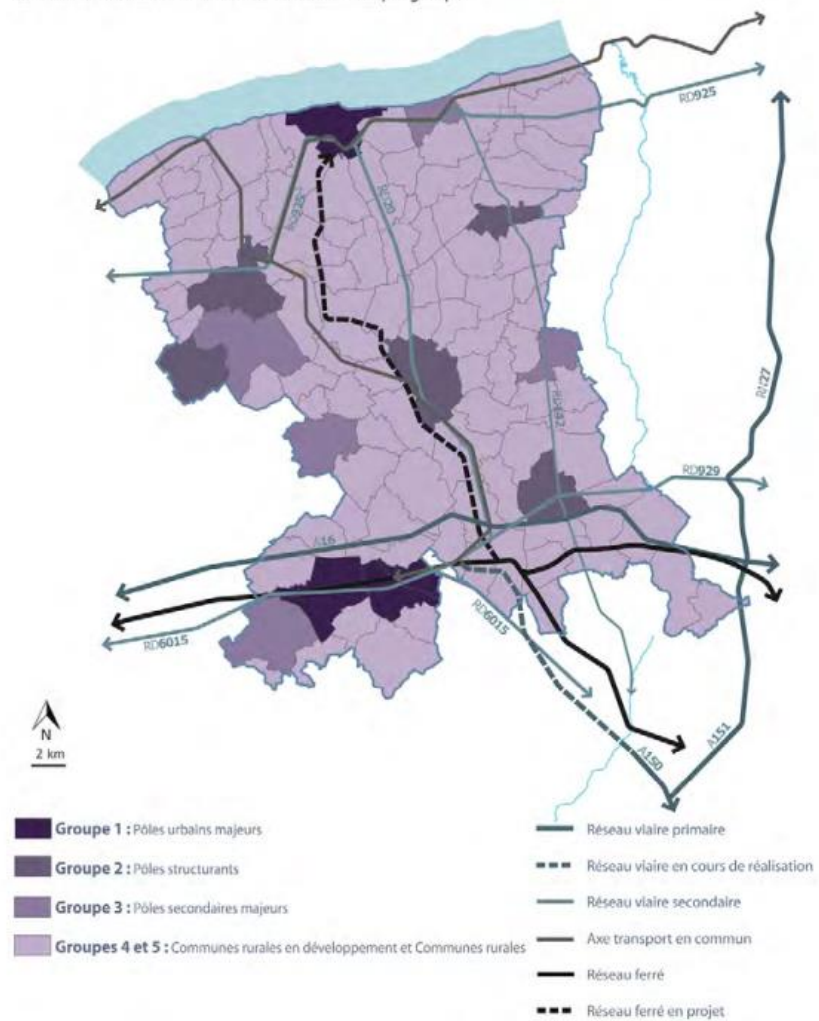 RD925
RD925
RD20
RN27
RD142
RD929
A16
RD6015
RD6015
A150
A151
N
2 km
Groupe 1 : Pôles urbains majeurs
Groupe 2 : Pôles structurants
Groupe 3 : Pôles secondaires majeurs
Groupes 4 et 5 : Communes rurales en développement et Communes rurales
Réseau viaire primaire
Réseau viaire en cours de réalisation
Réseau viaire secondaire
Axe transport en commun
Réseau ferré
Réseau ferré en projet